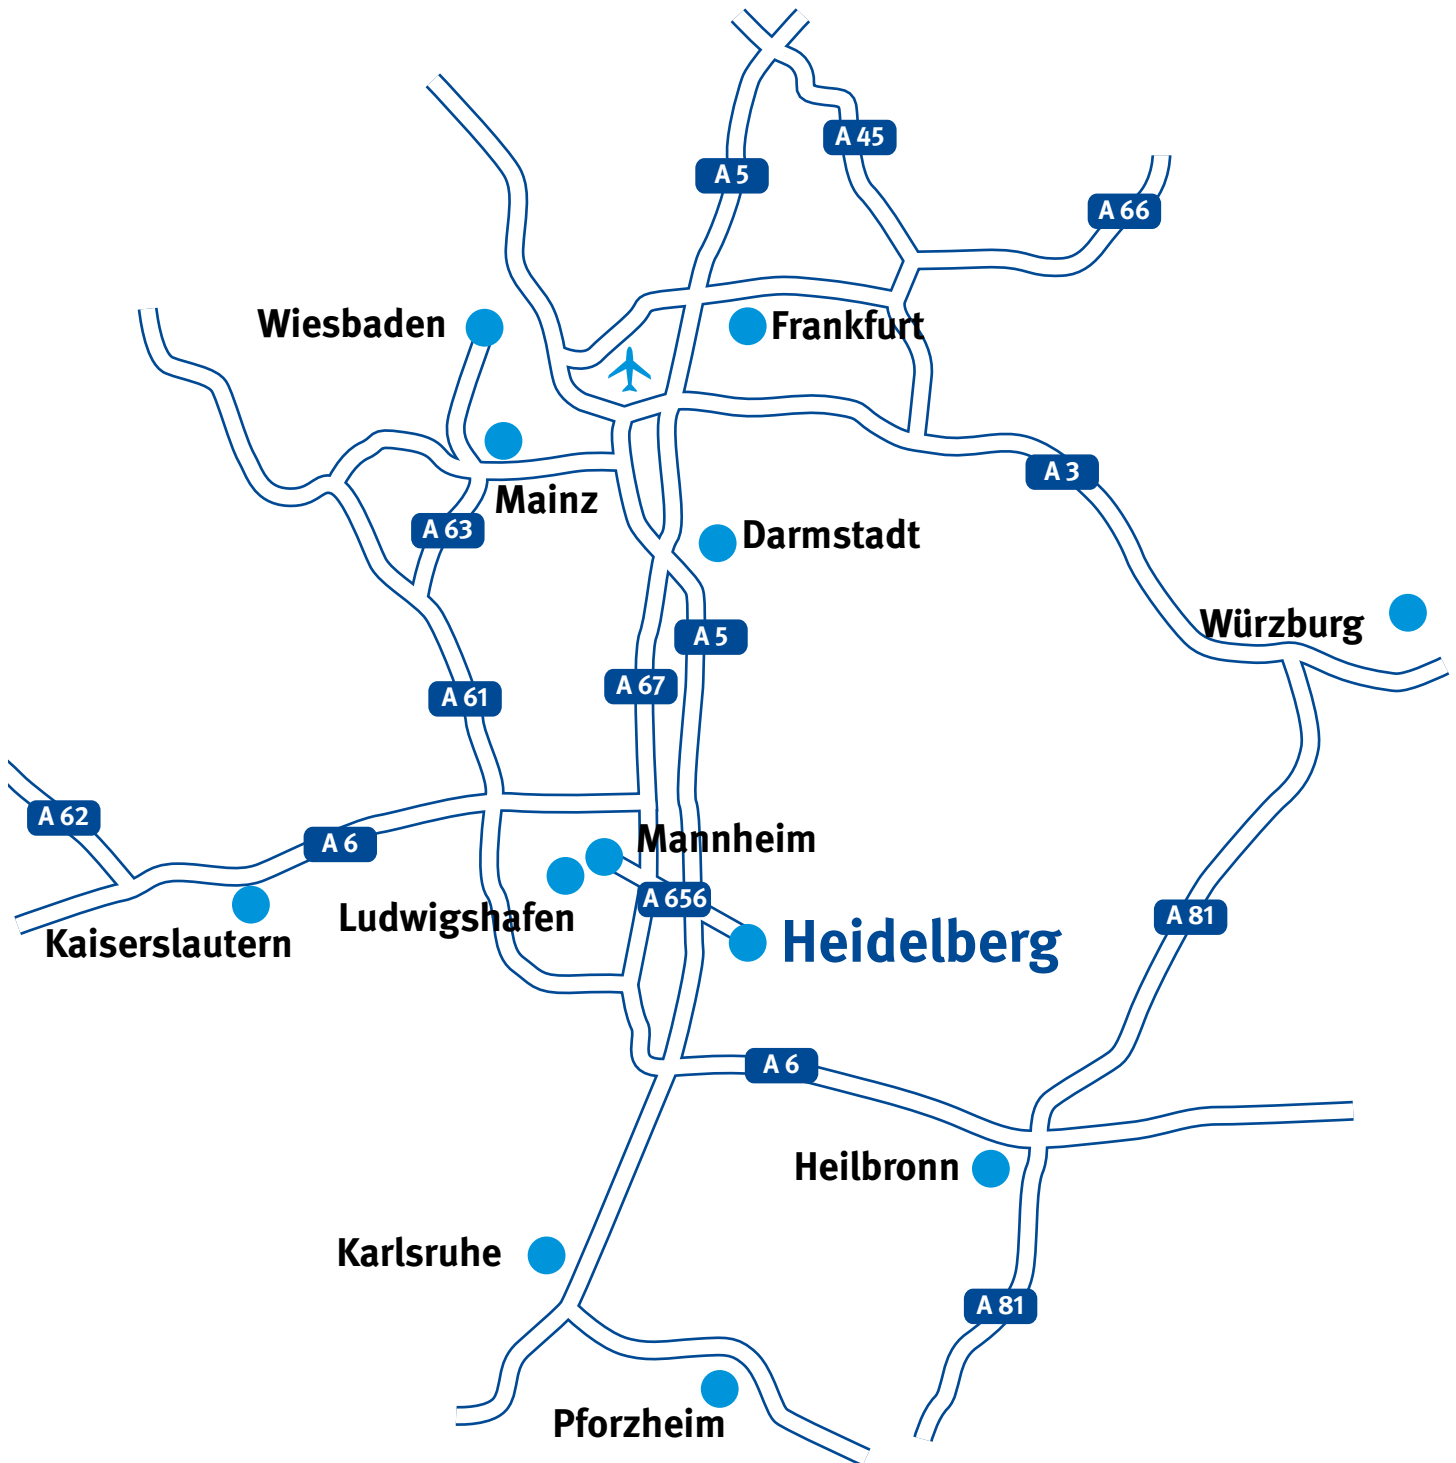 A 45
A 5
A 66
Wiesbaden
Frankfurt
A 3
Mainz
A 63
Darmstadt
Würzburg
A 5
A 67
A 61
A 62
A 6
Mannheim
A 656
Ludwigshafen
A 81
Kaiserslautern
Heidelberg
A 6
Heilbronn
Karlsruhe
A 81
Pforzheim